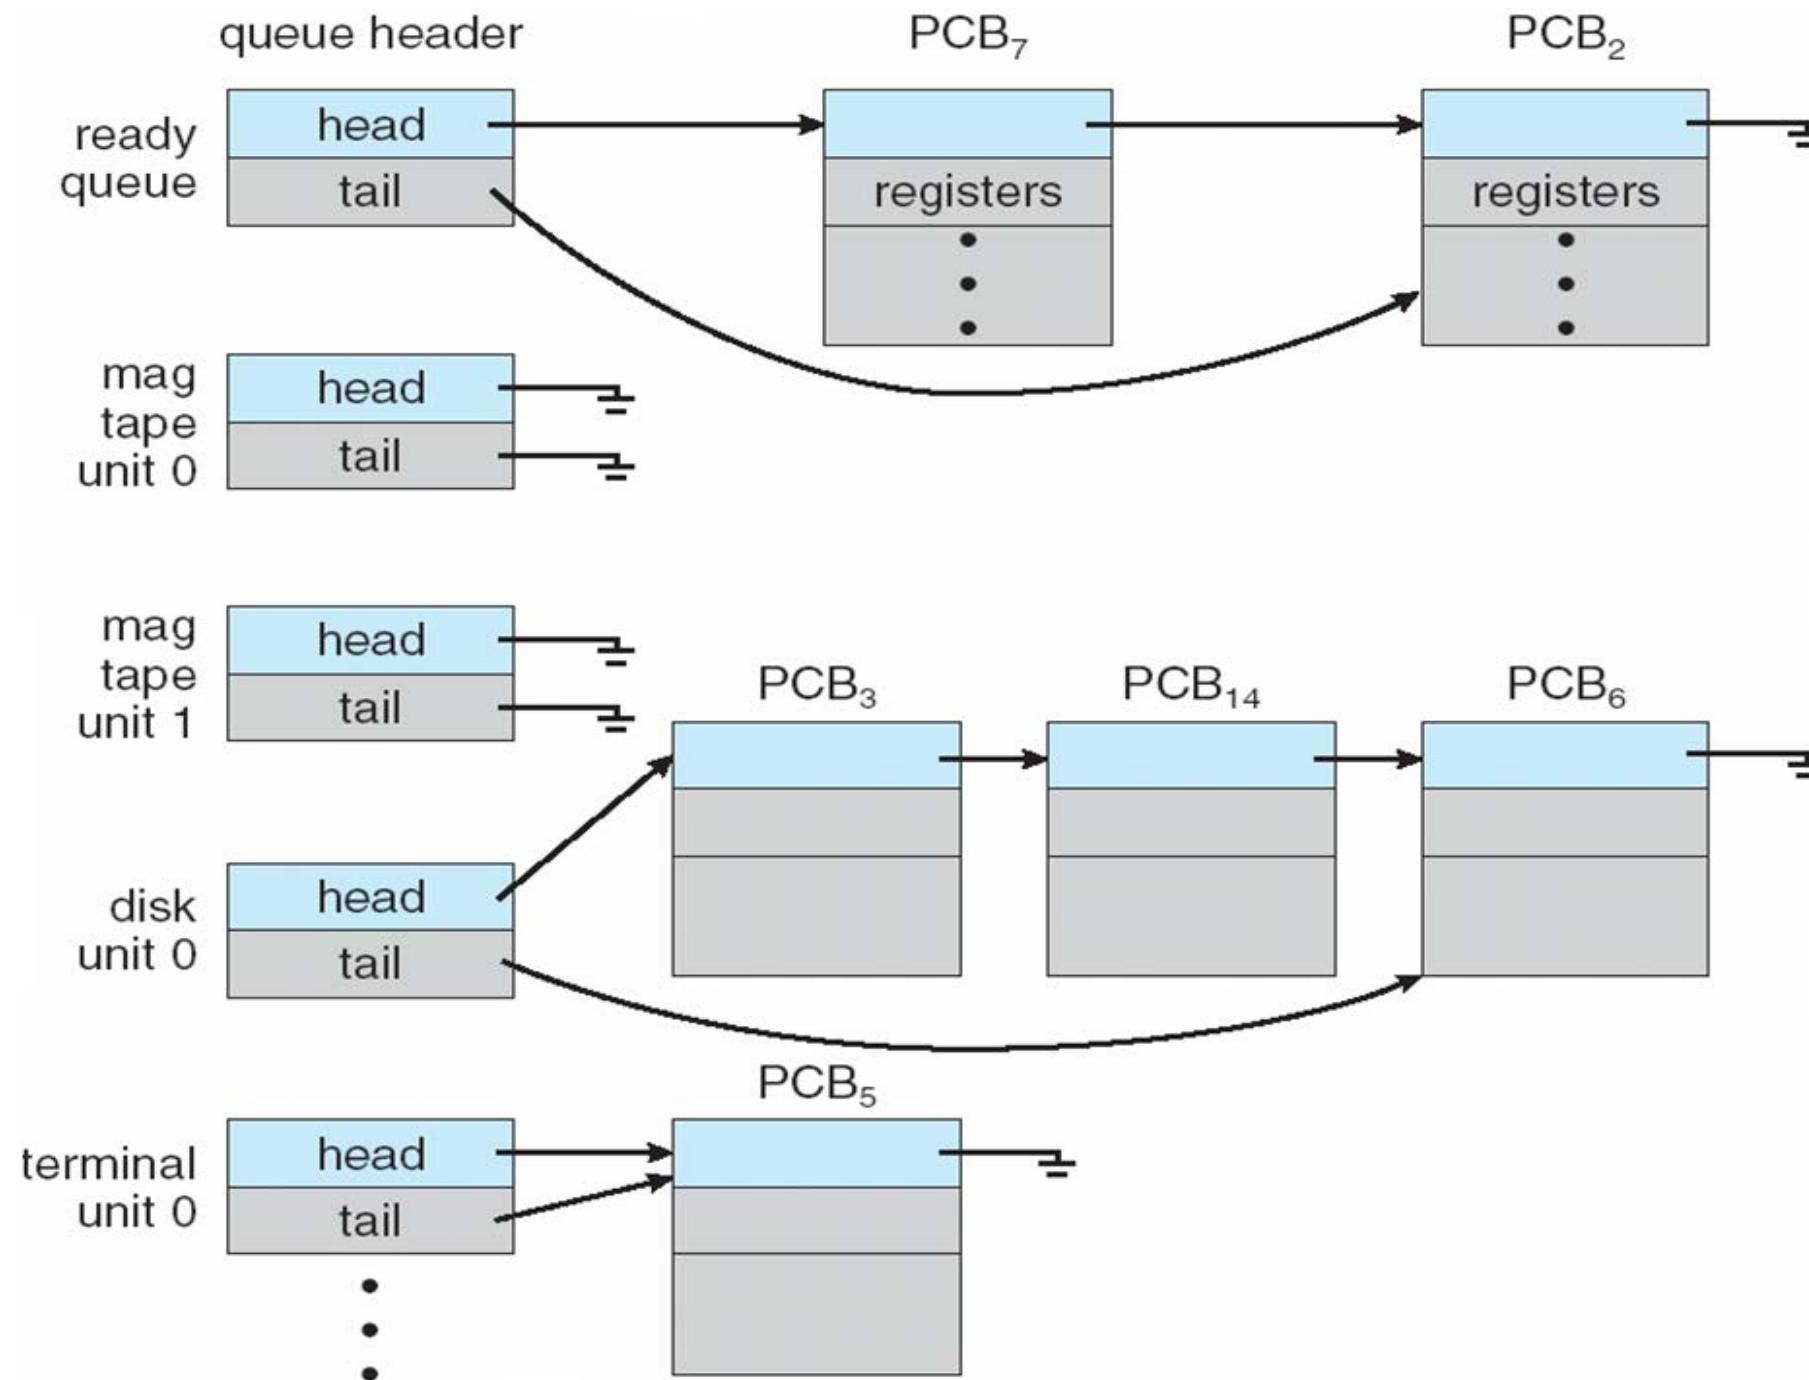 queue header
PCB₇
PCB₂
ready
queue
head
tail
registers
registers
mag
tape
unit 0
head
tail
mag
tape
unit 1
head
tail
PCB₃
PCB₁₄
PCB₆
disk
unit 0
head
tail
PCB₅
terminal
unit 0
head
tail